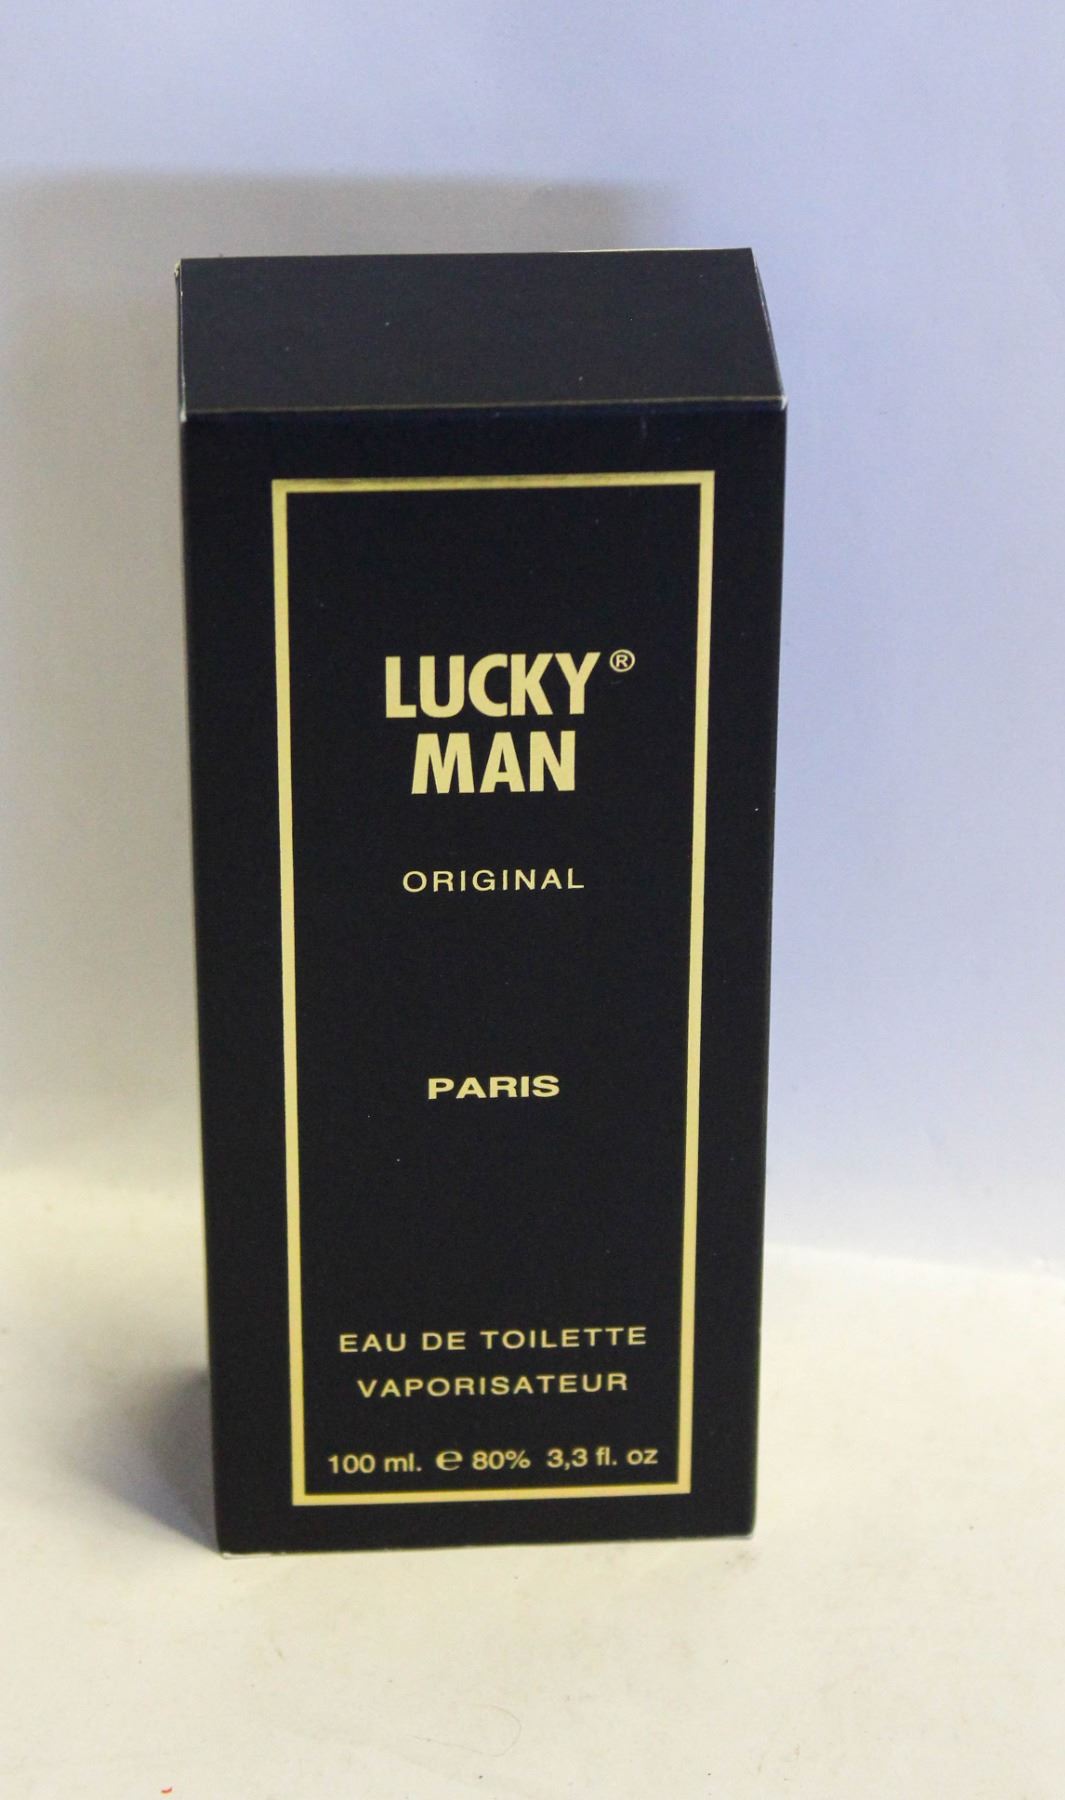 LUCKY®
MAN
ORIGINAL
PARIS
EAU DE TOILETTE
VAPORISATEUR
100 ml. ℮ 80% 3,3 fl. oz